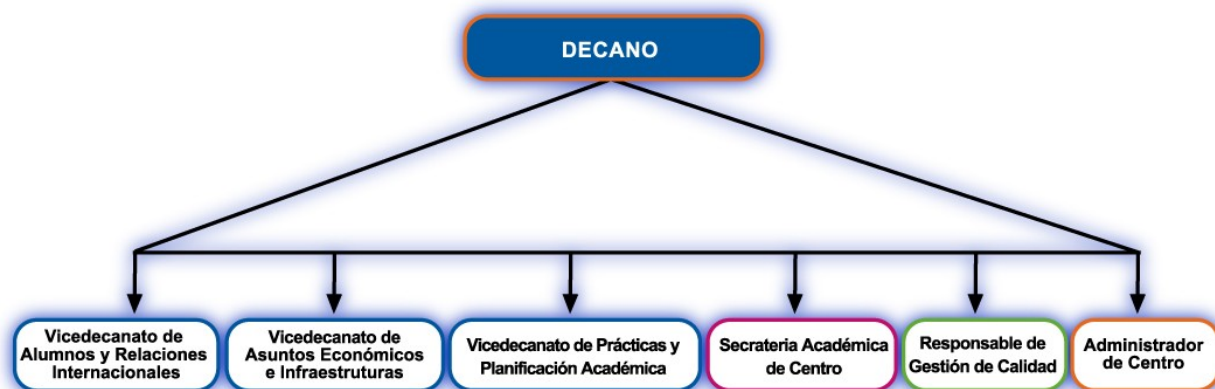 DECANO
Vicedecanato de
Alumnos y Relaciones
Internacionales
Vicedecanato de
Asuntos Económicos
e Infraestruturas
Vicedecanato de Prácticas y
Planificación Académica
Secrateria Académica
de Centro
Responsable de
Gestión de Calidad
Administrador
de Centro